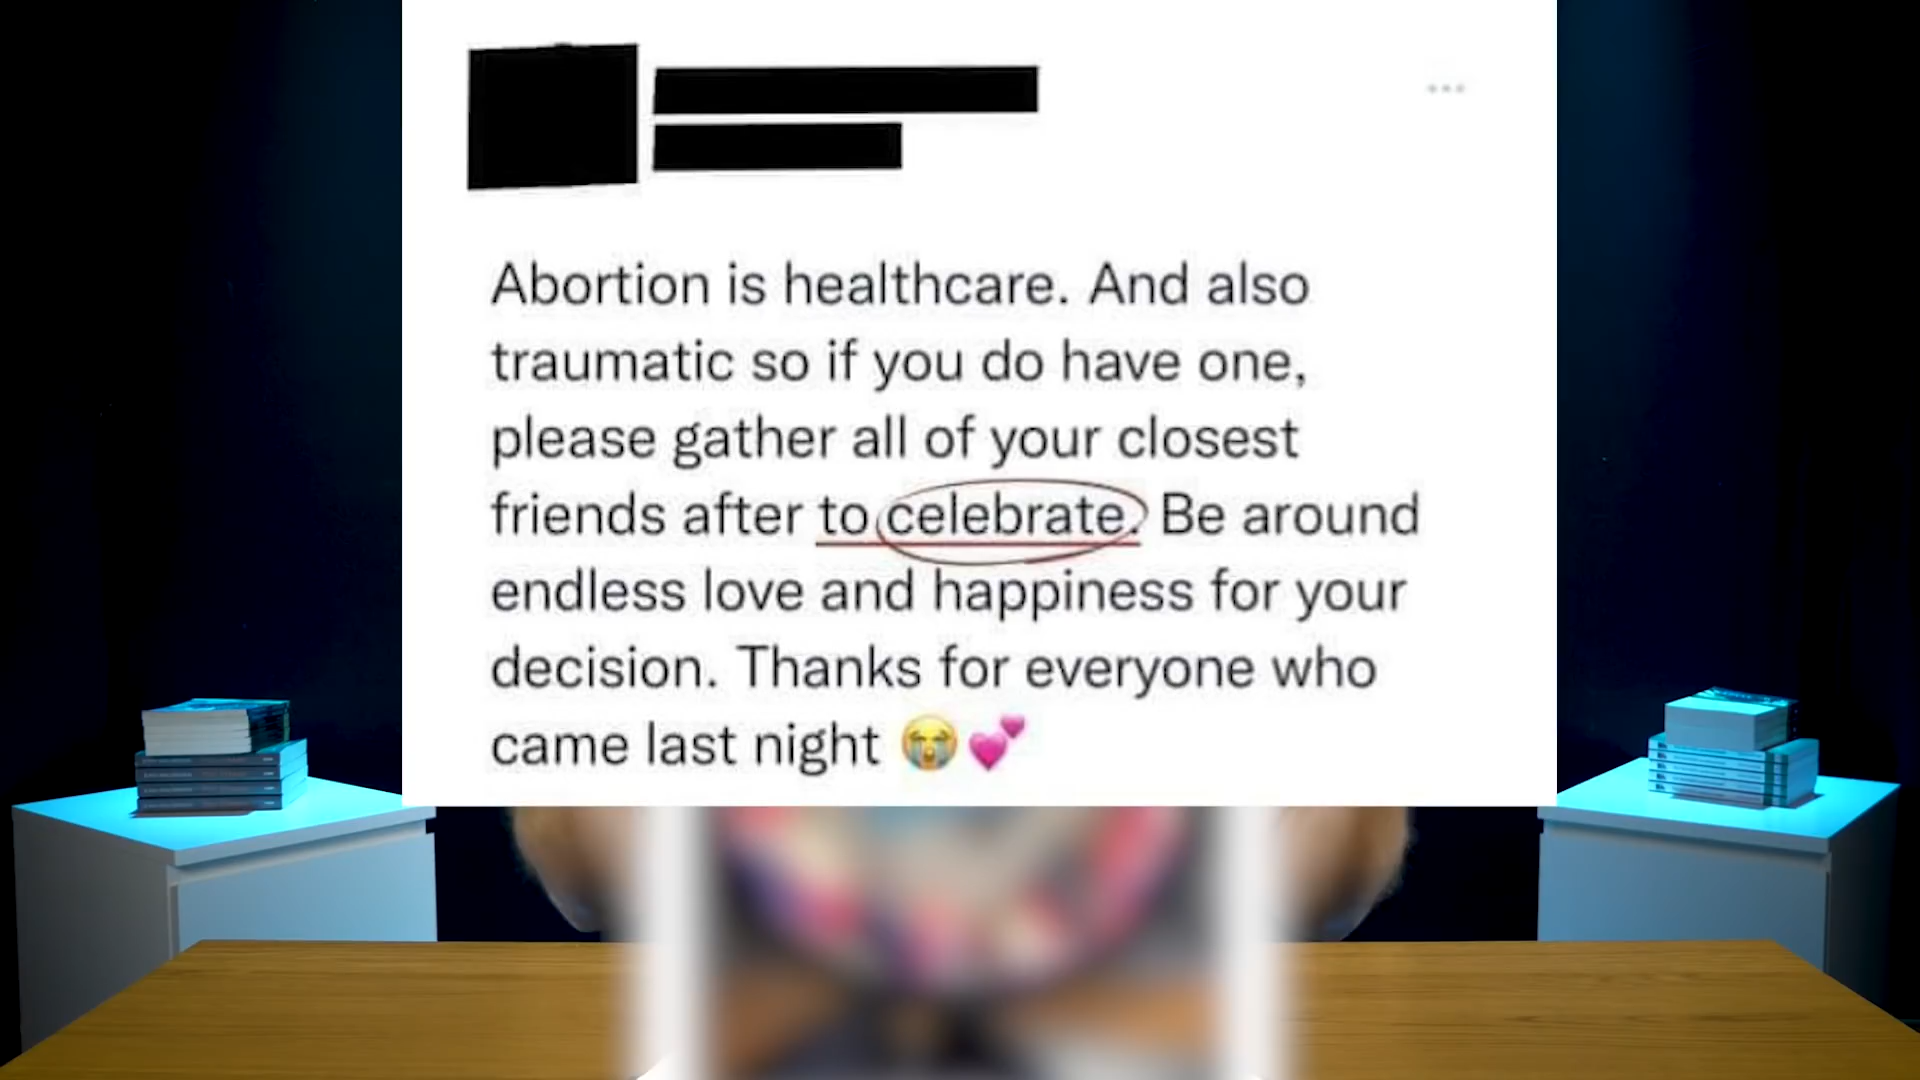 Abortion is healthcare. And also
traumatic so if you do have one,
please gather all of your closest
friends after to celebrate. Be around
endless love and happiness for your
decision. Thanks for everyone who
came last night 😭💕